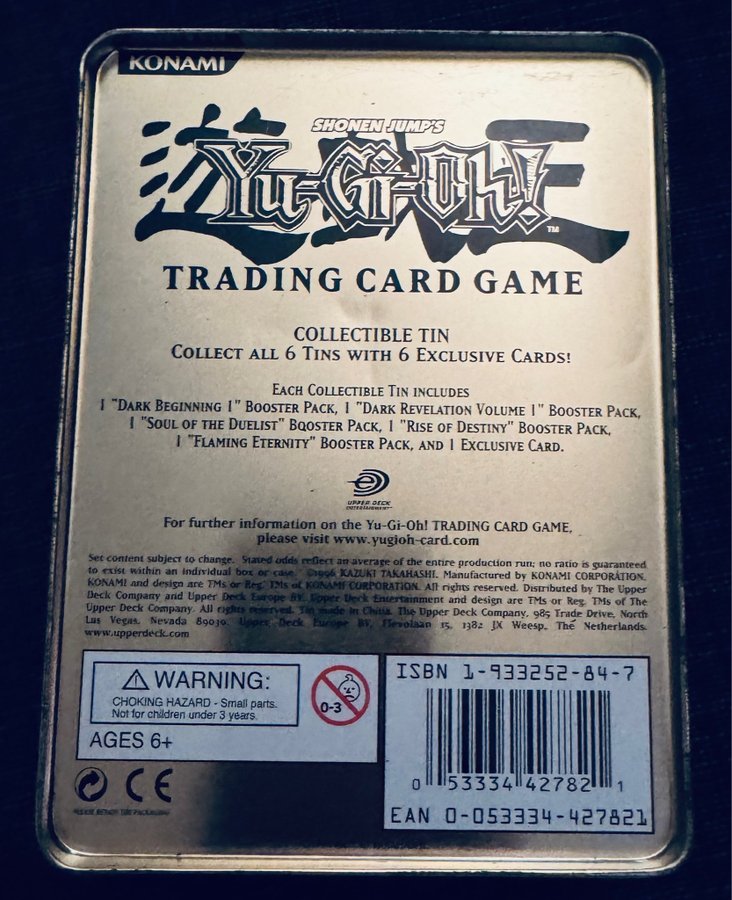 KONAMI
SHONEN JUMP'S
遊戯王
Yu-Gi-Oh!
TM
TRADING CARD GAME
COLLECTIBLE TIN
COLLECT ALL 6 TINS WITH 6 EXCLUSIVE CARDS!
EACH COLLECTIBLE TIN INCLUDES
1 "DARK BEGINNING 1" BOOSTER PACK, 1 "DARK REVELATION VOLUME 1" BOOSTER PACK,
1 "SOUL OF THE DUELIST" BOOSTER PACK, 1 "RISE OF DESTINY" BOOSTER PACK,
1 "FLAMING ETERNITY" BOOSTER PACK, AND 1 EXCLUSIVE CARD.
UPPER DECK
ENTERTAINMENT
For further information on the Yu-Gi-Oh! TRADING CARD GAME,
please visit www.yugioh-card.com
Set content subject to change. Stated odds reflect an average of the entire production run; no ratio is guaranteed
to exist within an individual box or case. ©1996 KAZUKI TAKAHASHI. Manufactured by KONAMI CORPORATION.
KONAMI and design are TMs or Reg. TMs of KONAMI CORPORATION. All rights reserved. Distributed by The Upper
Deck Company and Upper Deck Europe BV. Upper Deck Entertainment and design are TMs or Reg. TMs of The
Upper Deck Company. All rights reserved. Tin made in China. The Upper Deck Company, 985 Trade Drive, North
Las Vegas, Nevada 89030. Upper Deck Europe BV, Flevolaan 15, 1382 JX Weesp, The Netherlands.
www.upperdeck.com
WARNING:
CHOKING HAZARD - Small parts.
Not for children under 3 years.
0-3
AGES 6+
CE
PLEASE RETAIN THIS PACKAGING
ISBN 1-933252-84-7
0 53334 42782 1
EAN 0-053334-427821